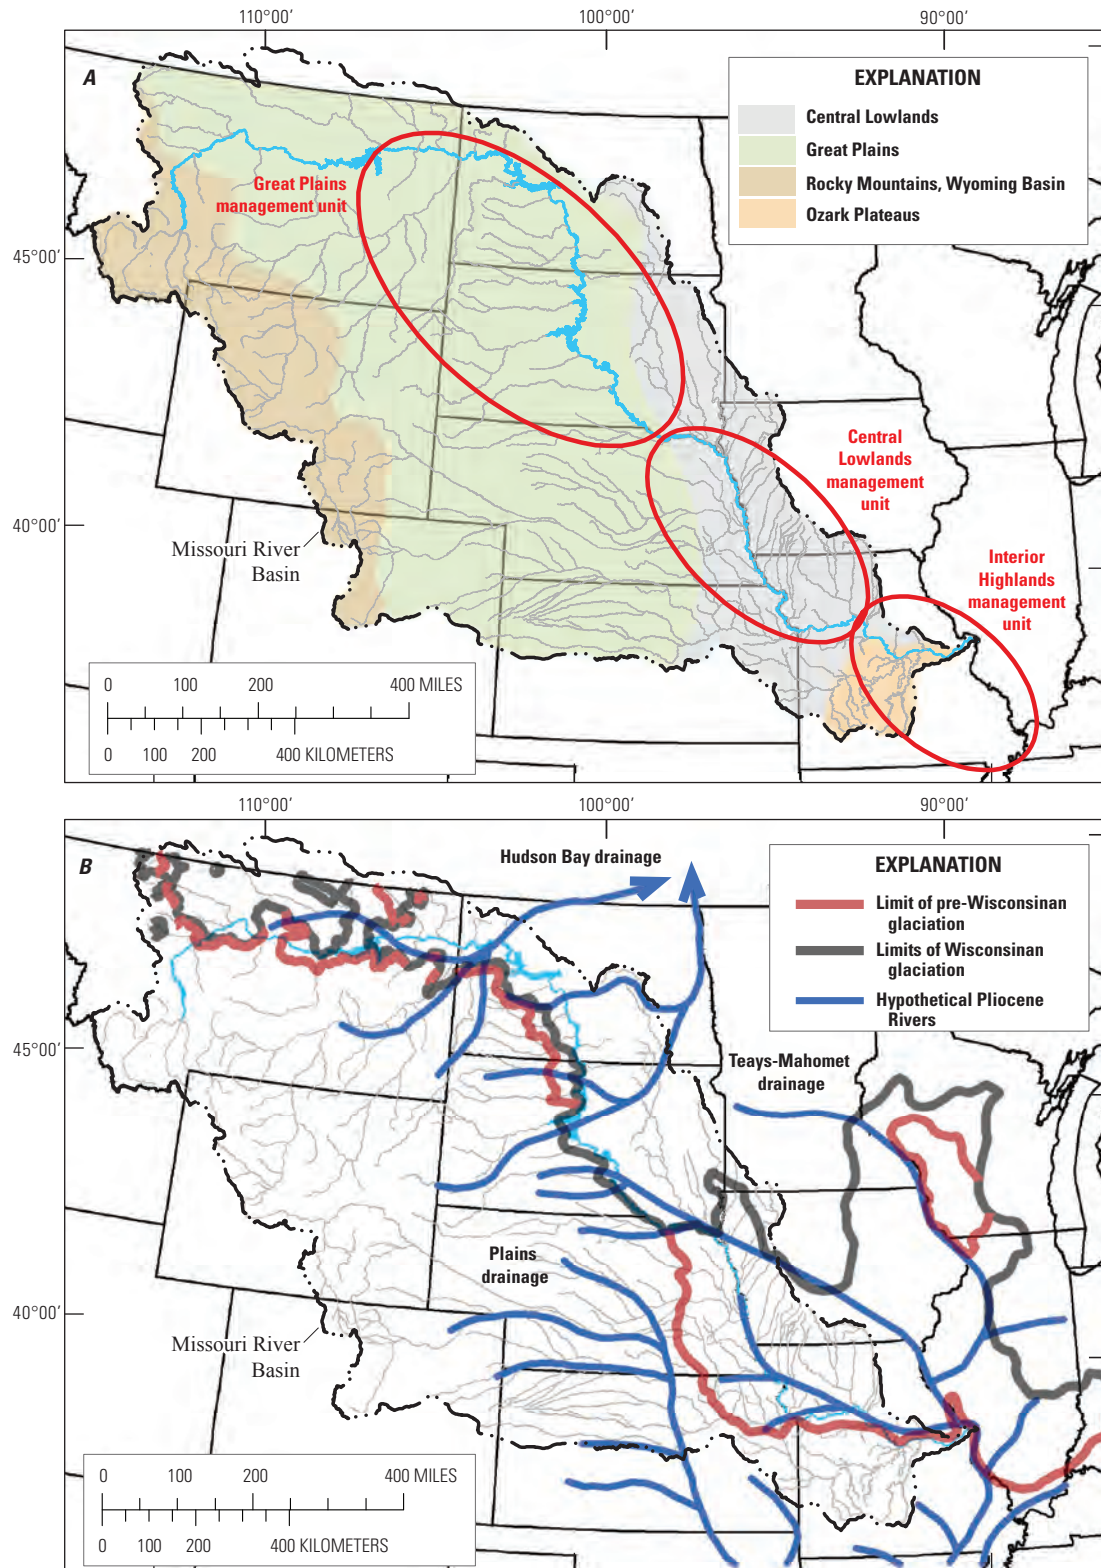 110°00′
100°00′
90°00′
A
EXPLANATION
Central Lowlands
Great Plains
Rocky Mountains, Wyoming Basin
Ozark Plateaus
Great Plains
management unit
45°00′
Central
Lowlands
management
unit
40°00′
Missouri River
Basin
Interior
Highlands
management
unit
0 100 200 400 MILES
0 100 200 400 KILOMETERS
110°00′
100°00′
90°00′
B
Hudson Bay drainage
EXPLANATION
Limit of pre-Wisconsinan
glaciation
Limits of Wisconsinan
glaciation
Hypothetical Pliocene
Rivers
45°00′
Teays-Mahomet
drainage
Plains
drainage
40°00′
Missouri River
Basin
0 100 200 400 MILES
0 100 200 400 KILOMETERS